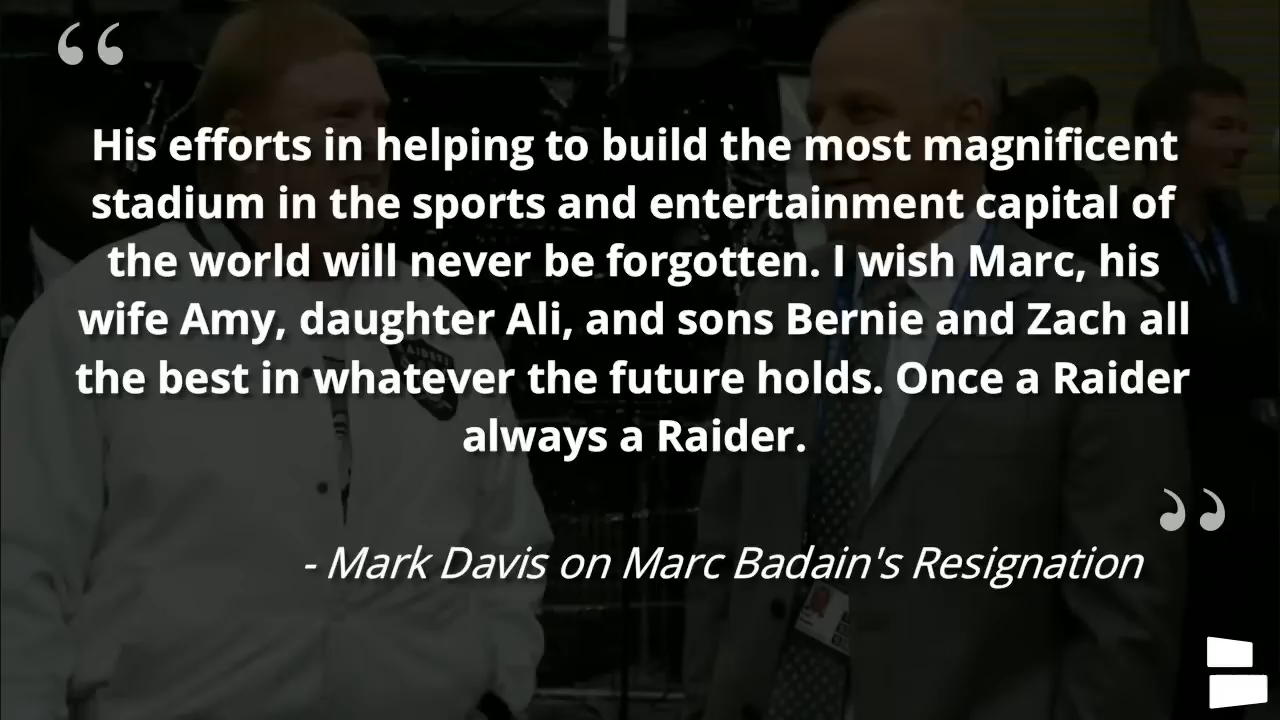 “
His efforts in helping to build the most magnificent
stadium in the sports and entertainment capital of
the world will never be forgotten. I wish Marc, his
wife Amy, daughter Ali, and sons Bernie and Zach all
the best in whatever the future holds. Once a Raider
always a Raider.
”
- Mark Davis on Marc Badain's Resignation
RAIDERS